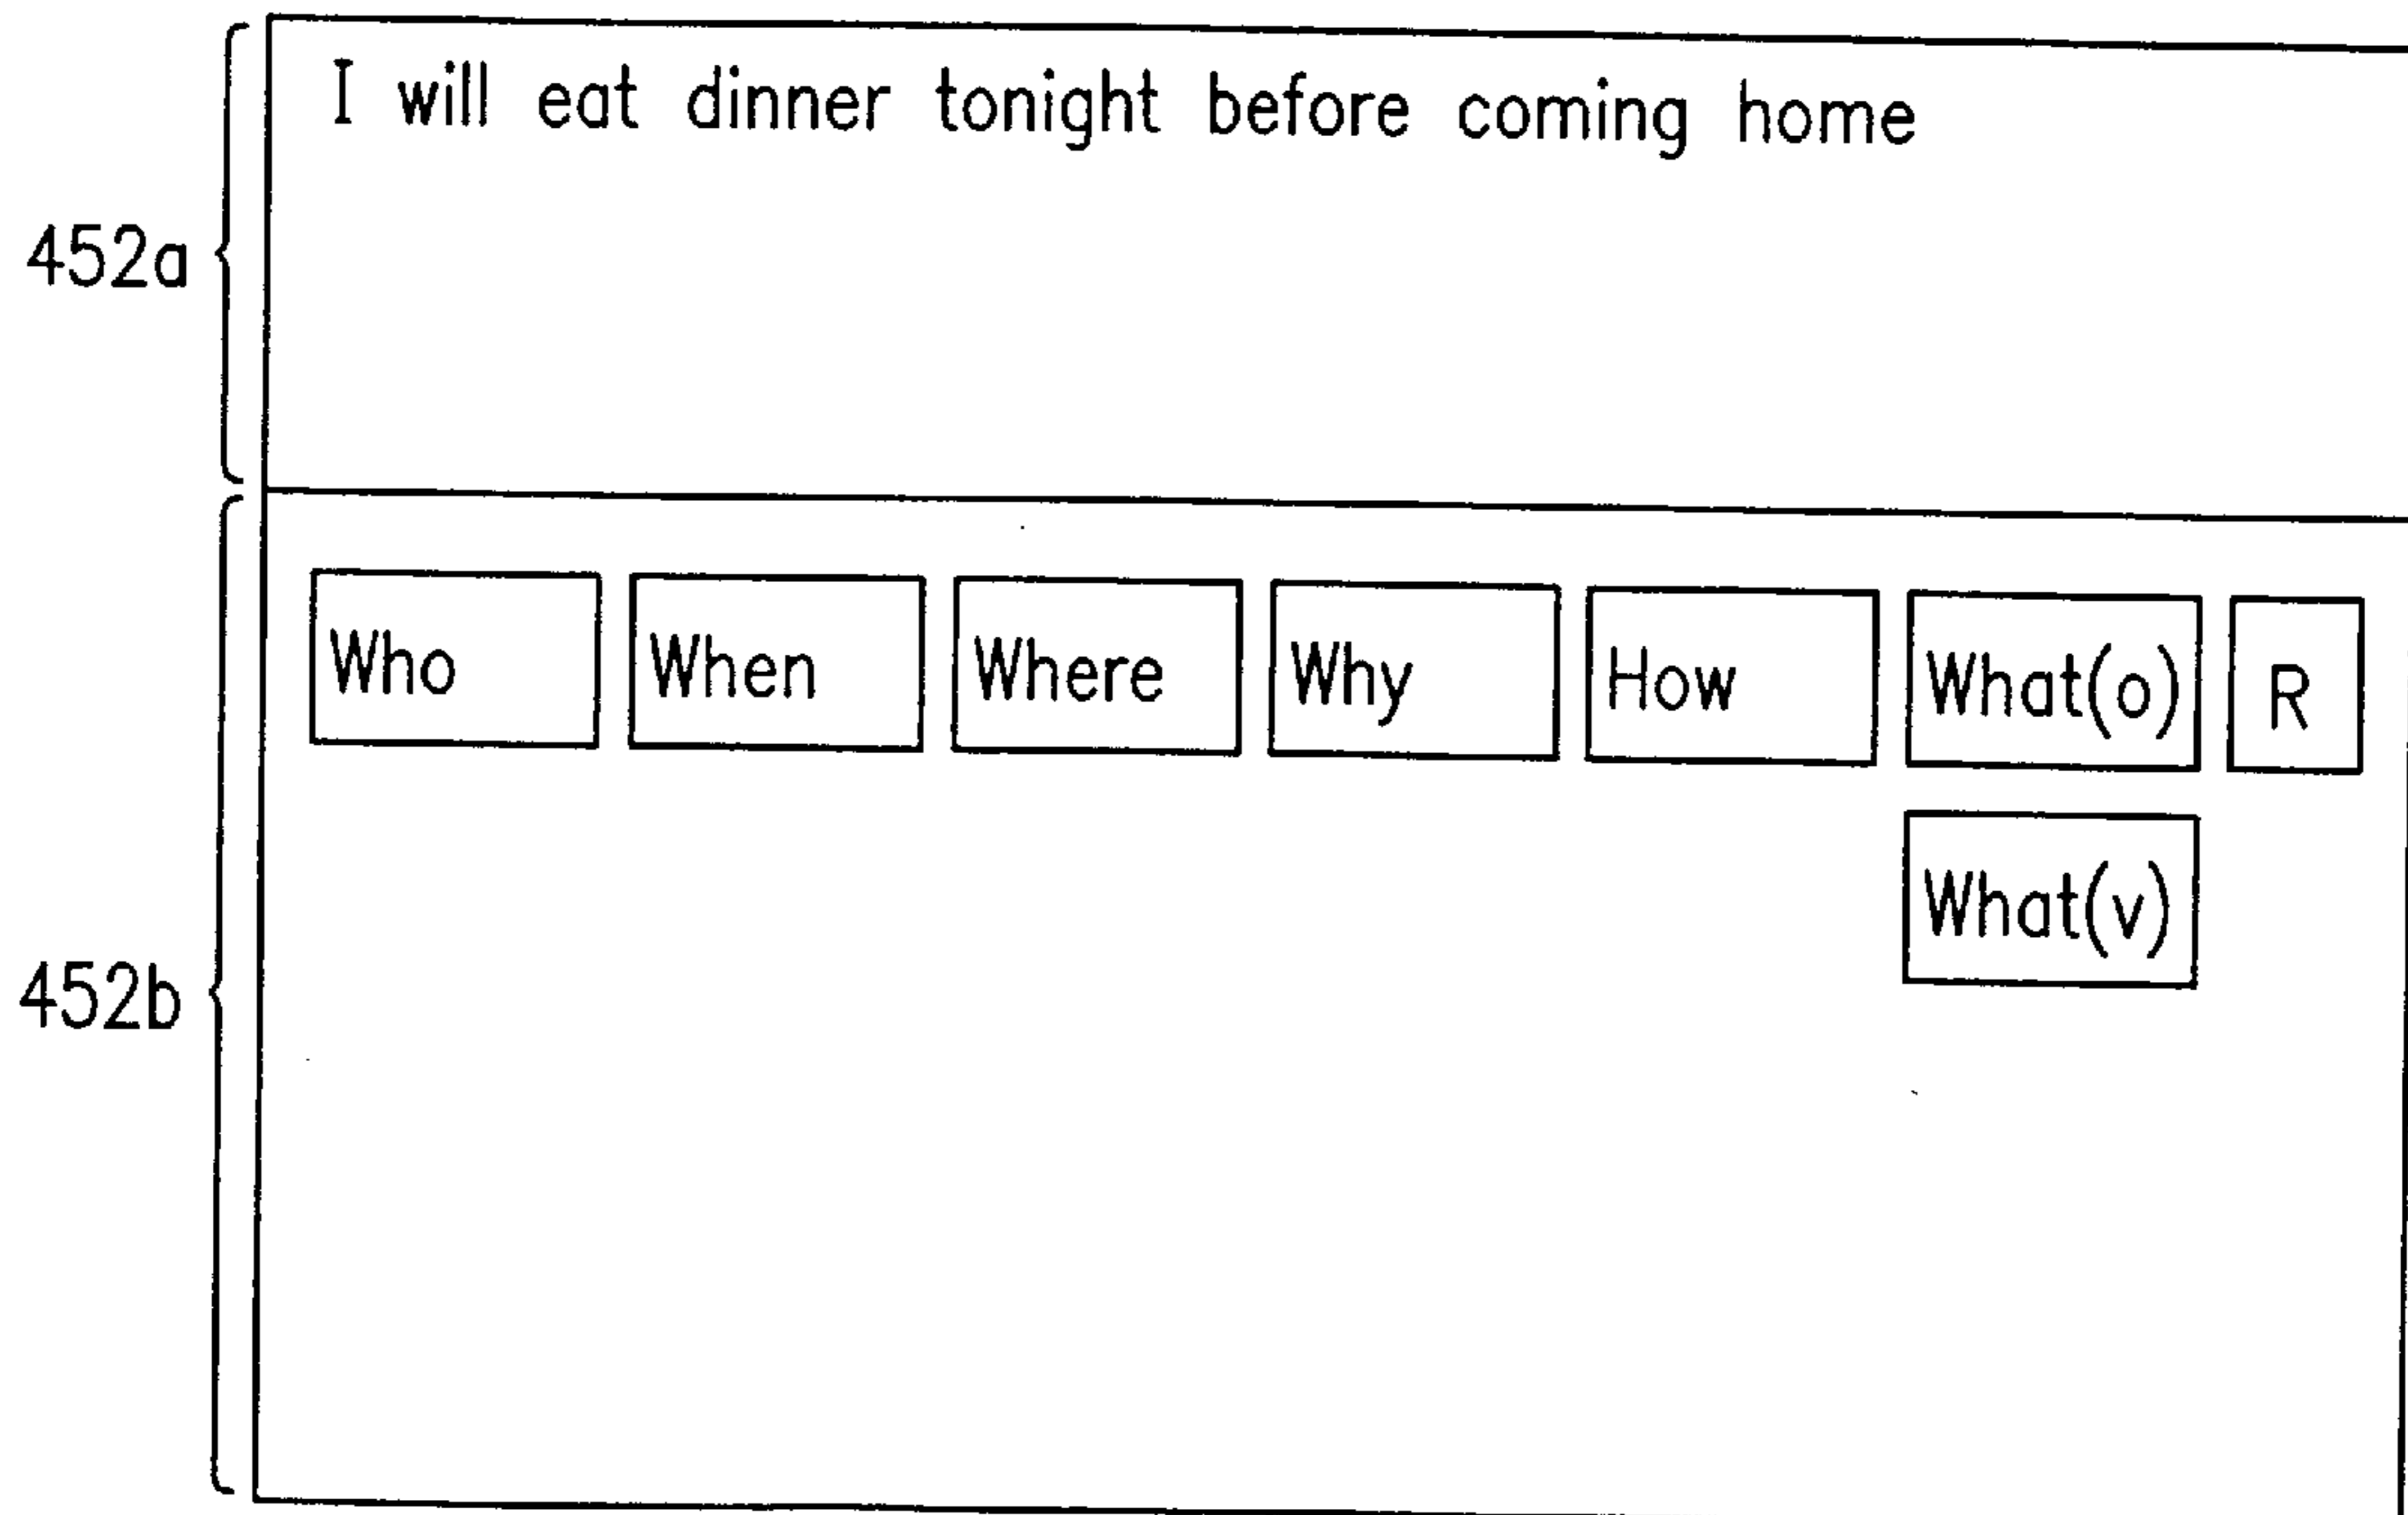 I will eat dinner tonight before coming home
452a
Who When Where Why How What(o) R
What(v)
452b